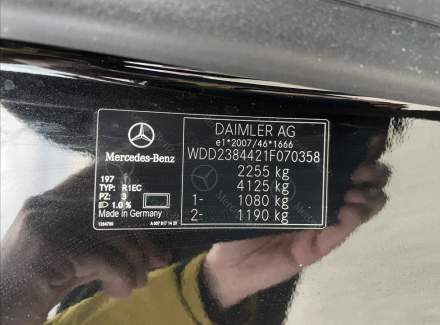 Mercedes-Benz
197
TYP: R1EC
PZ: 3
1.0 %
Made in Germany
DAIMLER AG
e1*2007/46*1666
WDD2384421F070358
2255 kg
4125 kg
1- 1080 kg
2- 1190 kg